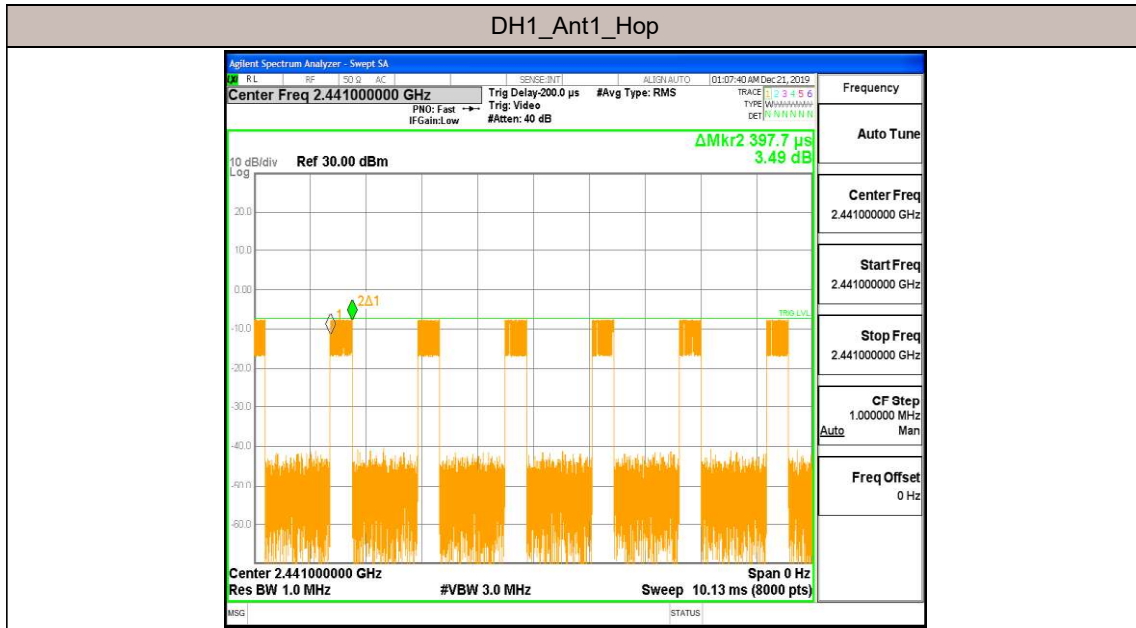 DH1_Ant1_Hop
Agilent Spectrum Analyzer - Swept SA
RL RF 50 Ω AC SENSE:INT ALIGN AUTO 01:07:40 AM Dec 21, 2019
Center Freq 2.441000000 GHz
PNO: Fast
IFGain:Low
Trig Delay-200.0 µs
Trig: Video
#Atten: 40 dB
#Avg Type: RMS
TRACE 1 2 3 4 5 6
TYPE W
DET N N N N N N
Frequency
ΔMkr2 397.7 µs
3.49 dB
10 dB/div Ref 30.00 dBm
Log
20.0
10.0
0.00
-10.0
-20.0
-30.0
-40.0
-50.0
-60.0
1
2Δ1
TRIG LVL
Center 2.441000000 GHz Span 0 Hz
Res BW 1.0 MHz #VBW 3.0 MHz Sweep 10.13 ms (8000 pts)
Auto Tune
Center Freq
2.441000000 GHz
Start Freq
2.441000000 GHz
Stop Freq
2.441000000 GHz
CF Step
1.000000 MHz
Auto Man
Freq Offset
0 Hz
MSG STATUS